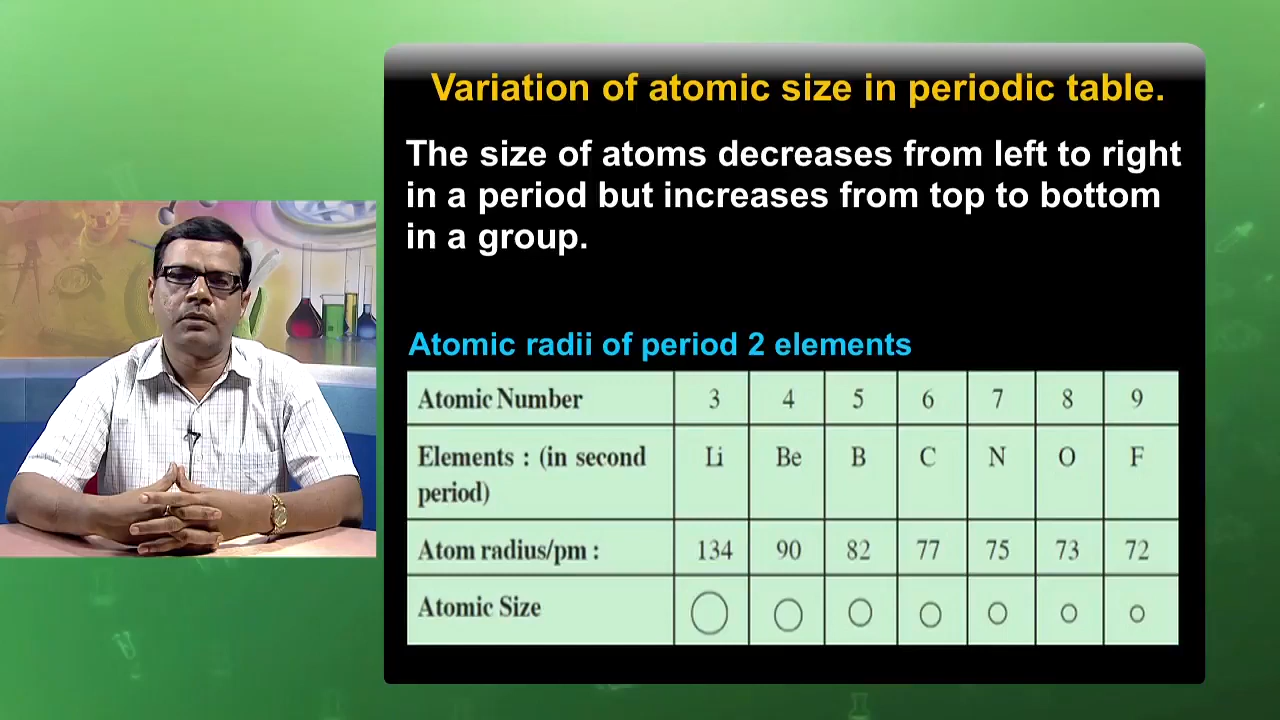 Variation of atomic size in periodic table.
The size of atoms decreases from left to right
in a period but increases from top to bottom
in a group.
Atomic radii of period 2 elements
Atomic Number 3 4 5 6 7 8 9
Elements : (in second period) Li Be B C N O F
Atom radius/pm : 134 90 82 77 75 73 72
Atomic Size